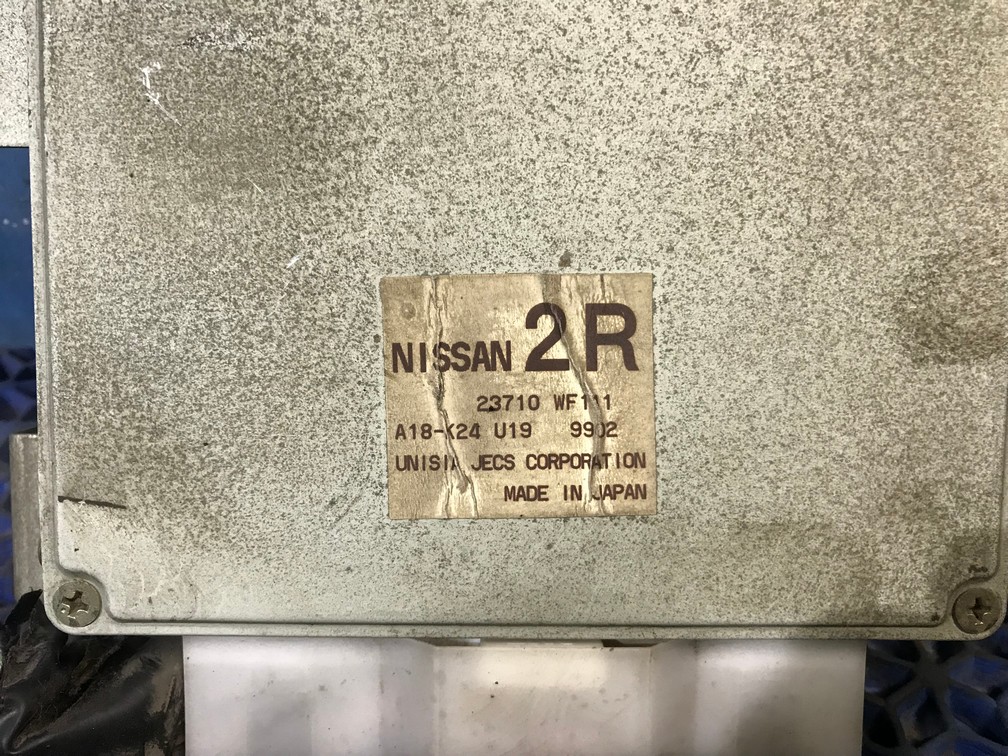 NISSAN 2R
23710 WF111
A18-K24 U19 9902
UNISIA JECS CORPORATION
MADE IN JAPAN